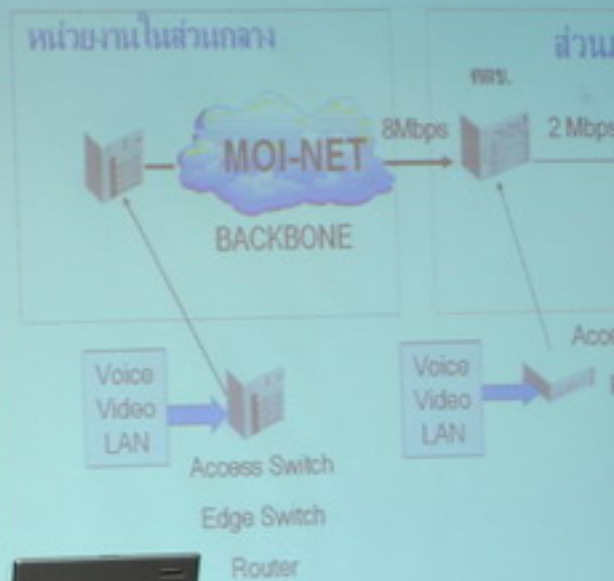 หน่วยงานในส่วนกลาง
MOI-NET
BACKBONE
8Mbps
2 Mbps
Voice
Video
LAN
Access Switch
Edge Switch
Router
Voice
Video
LAN